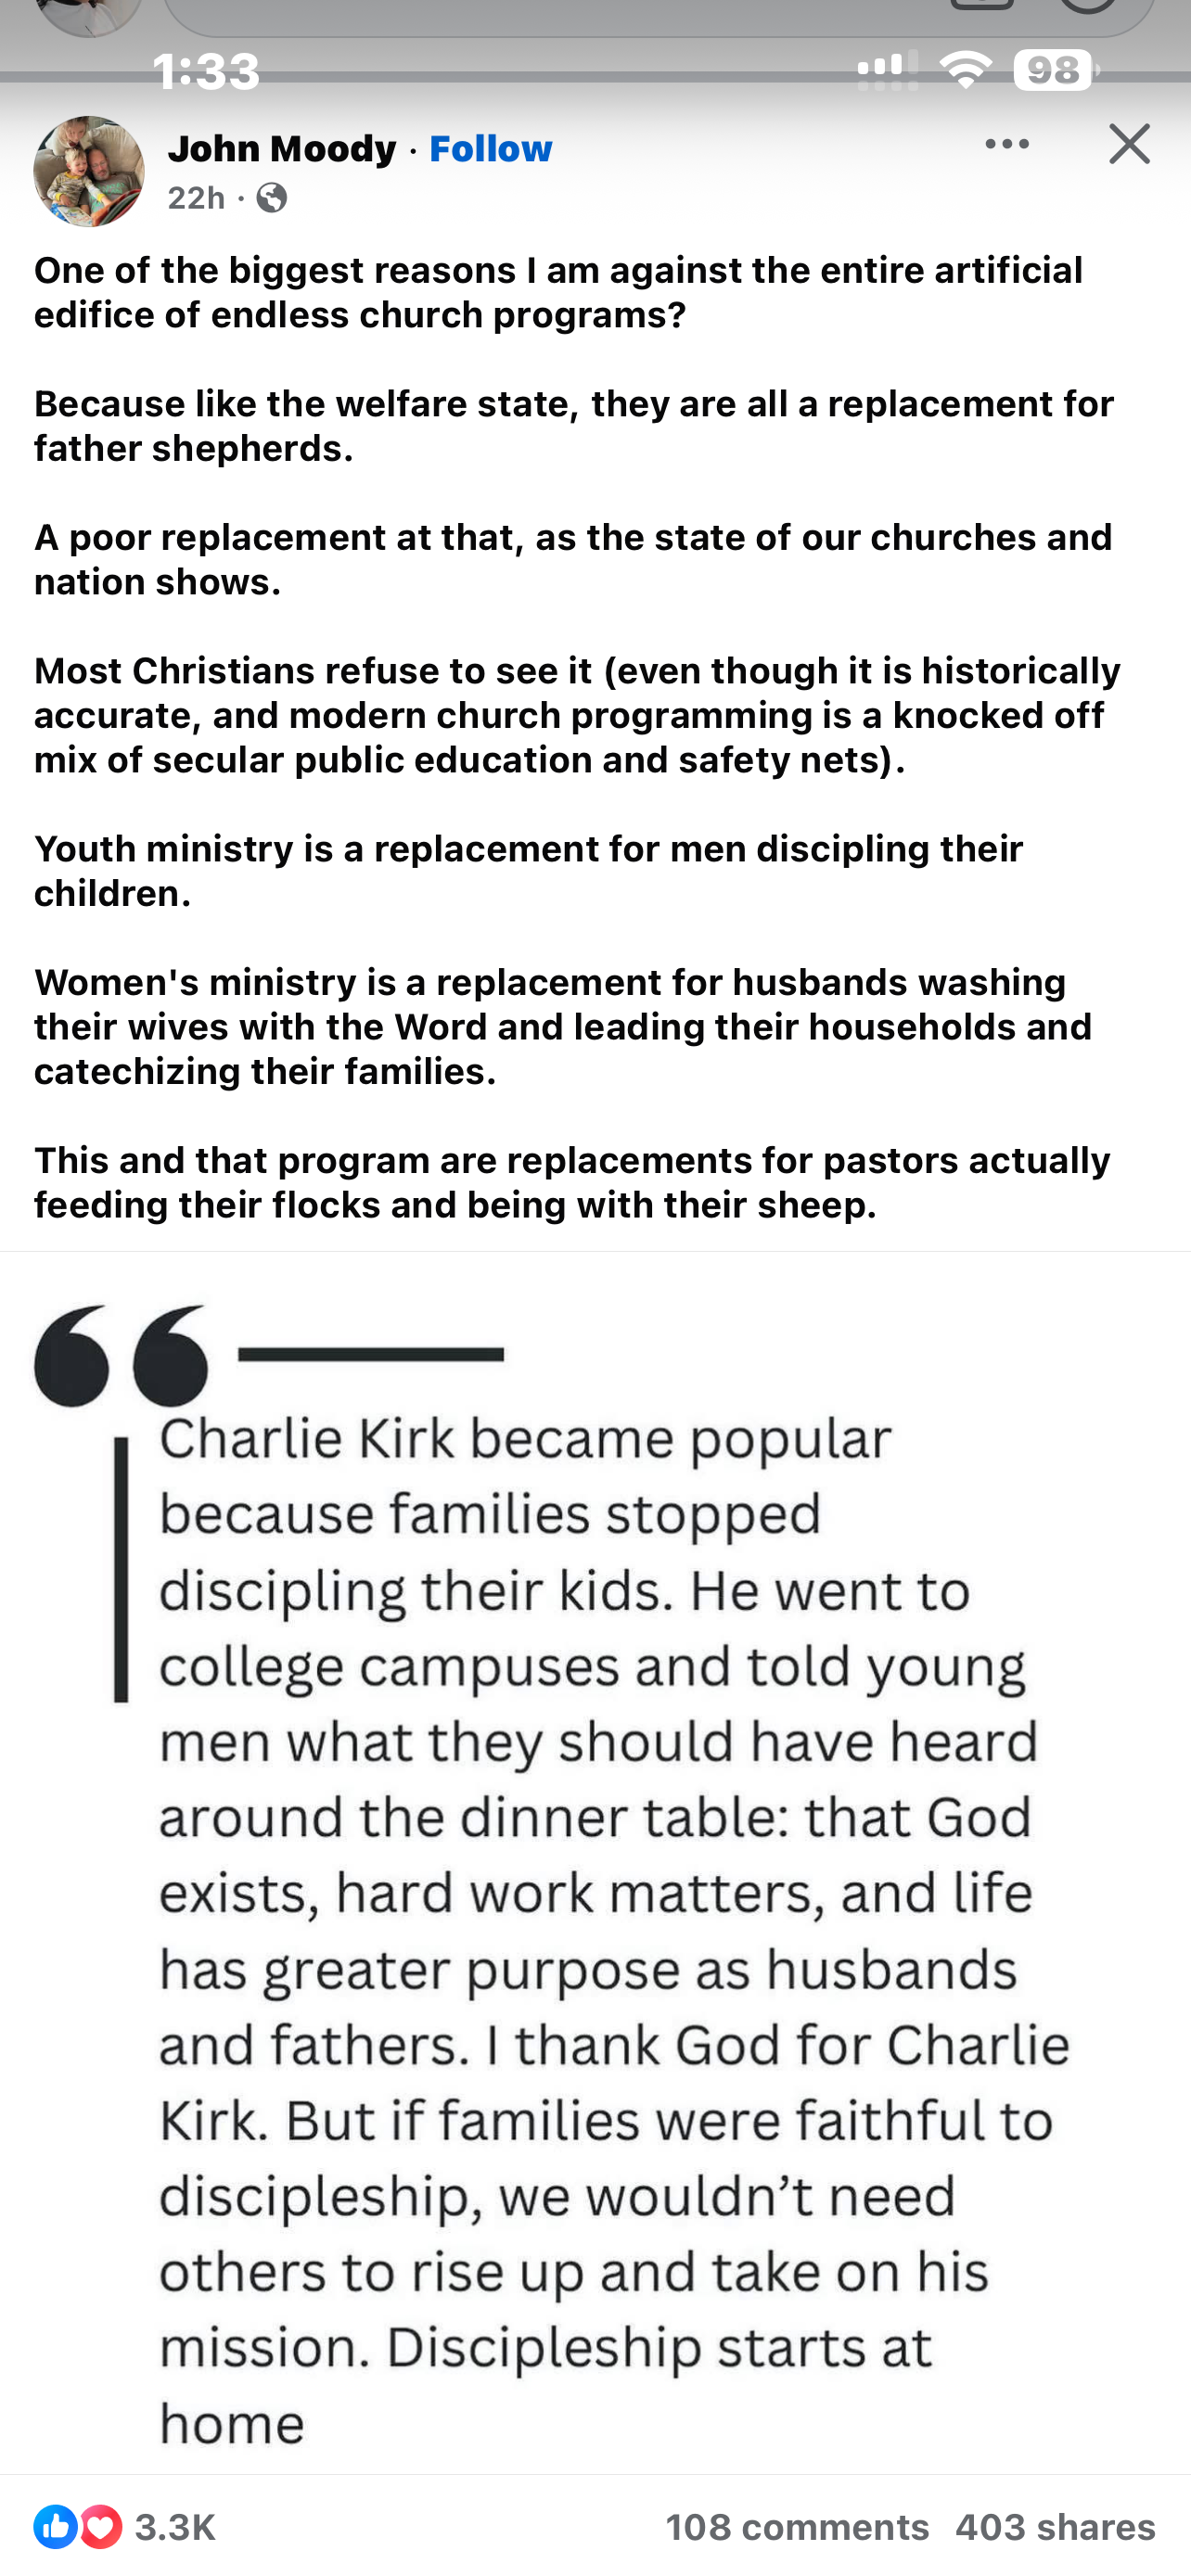 1:33
98
John Moody · Follow
22h ·
One of the biggest reasons I am against the entire artificial
edifice of endless church programs?
Because like the welfare state, they are all a replacement for
father shepherds.
A poor replacement at that, as the state of our churches and
nation shows.
Most Christians refuse to see it (even though it is historically
accurate, and modern church programming is a knocked off
mix of secular public education and safety nets).
Youth ministry is a replacement for men discipling their
children.
Women's ministry is a replacement for husbands washing
their wives with the Word and leading their households and
catechizing their families.
This and that program are replacements for pastors actually
feeding their flocks and being with their sheep.
Charlie Kirk became popular
because families stopped
discipling their kids. He went to
college campuses and told young
men what they should have heard
around the dinner table: that God
exists, hard work matters, and life
has greater purpose as husbands
and fathers. I thank God for Charlie
Kirk. But if families were faithful to
discipleship, we wouldn’t need
others to rise up and take on his
mission. Discipleship starts at
home
3.3K
108 comments 403 shares